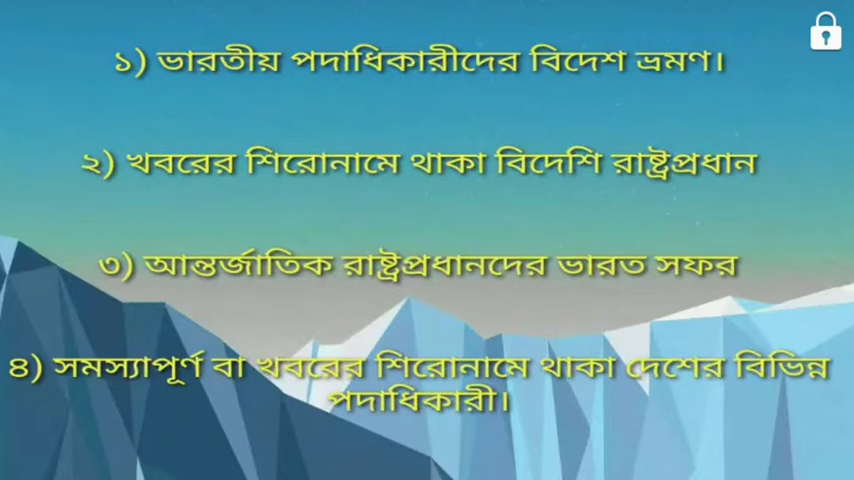 ১) ভারতীয় পদাধিকারীদের বিদেশ ভ্রমণ।
২) খবরের শিরোনামে থাকা বিদেশি রাষ্ট্রপ্রধান
৩) আন্তর্জাতিক রাষ্ট্রপ্রধানদের ভারত সফর
৪) সমস্যাপূর্ণ বা খবরের শিরোনামে থাকা দেশের বিভিন্ন
পদাধিকারী।